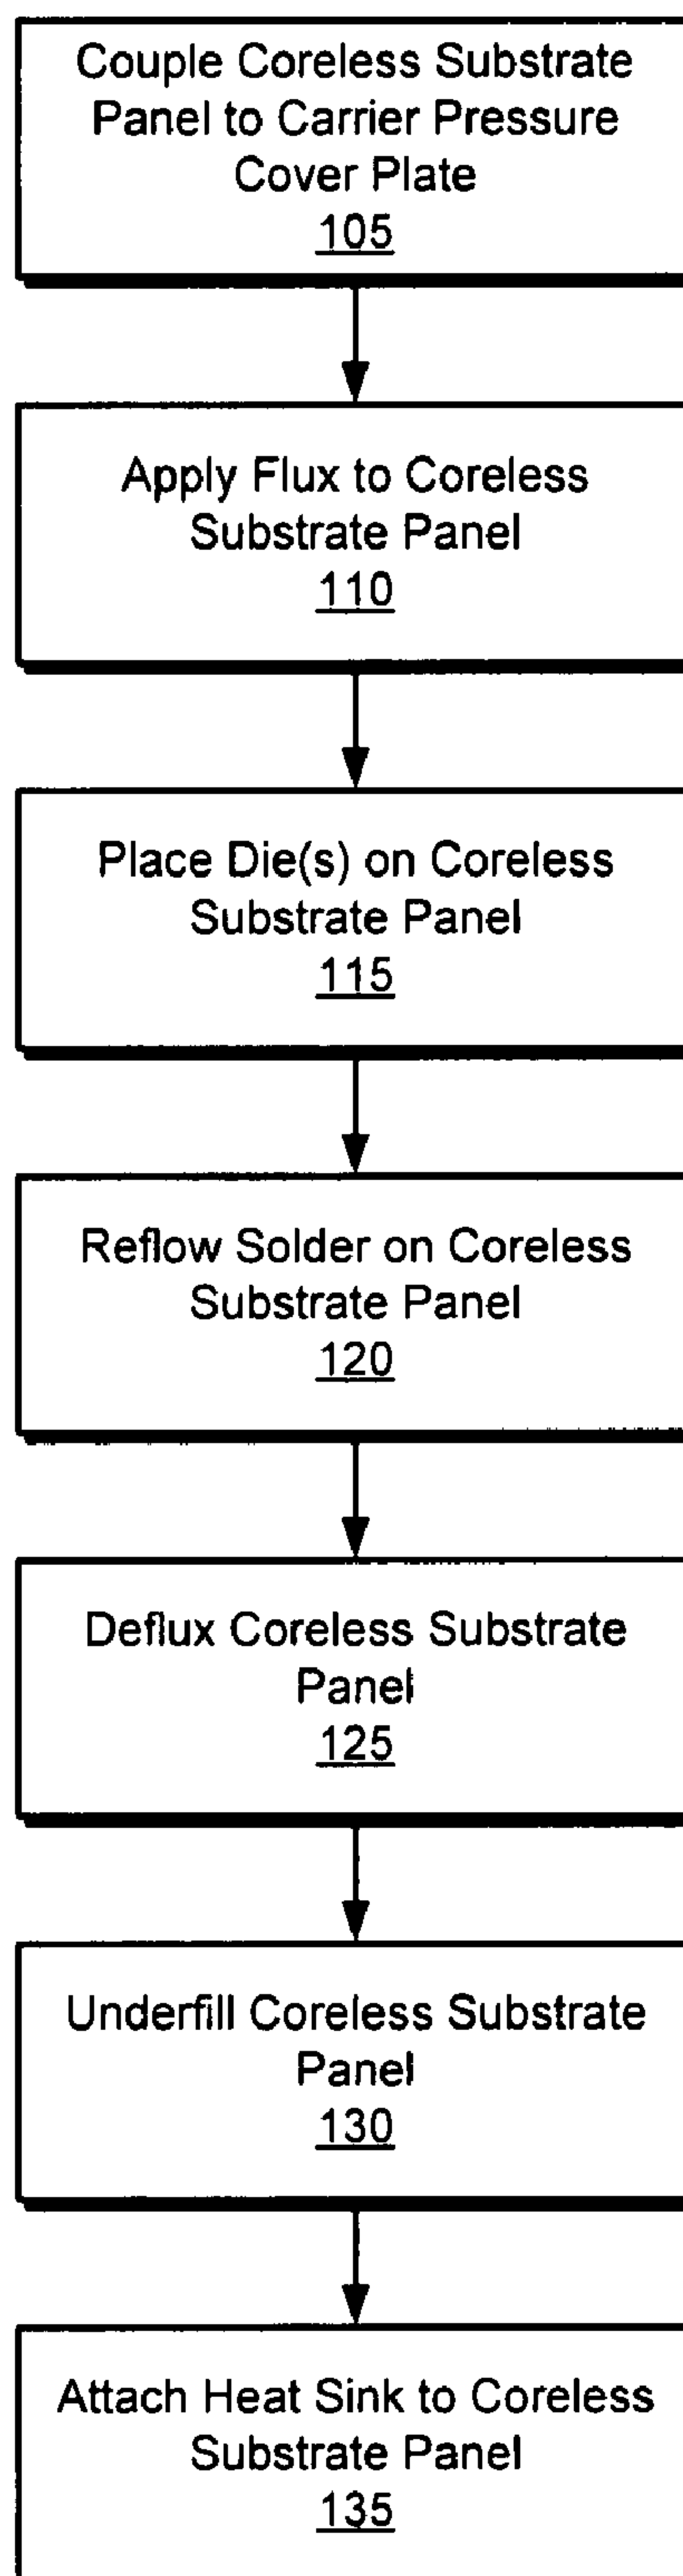 Couple Coreless Substrate
Panel to Carrier Pressure
Cover Plate
105
Apply Flux to Coreless
Substrate Panel
110
Place Die(s) on Coreless
Substrate Panel
115
Reflow Solder on Coreless
Substrate Panel
120
Deflux Coreless Substrate
Panel
125
Underfill Coreless Substrate
Panel
130
Attach Heat Sink to Coreless
Substrate Panel
135